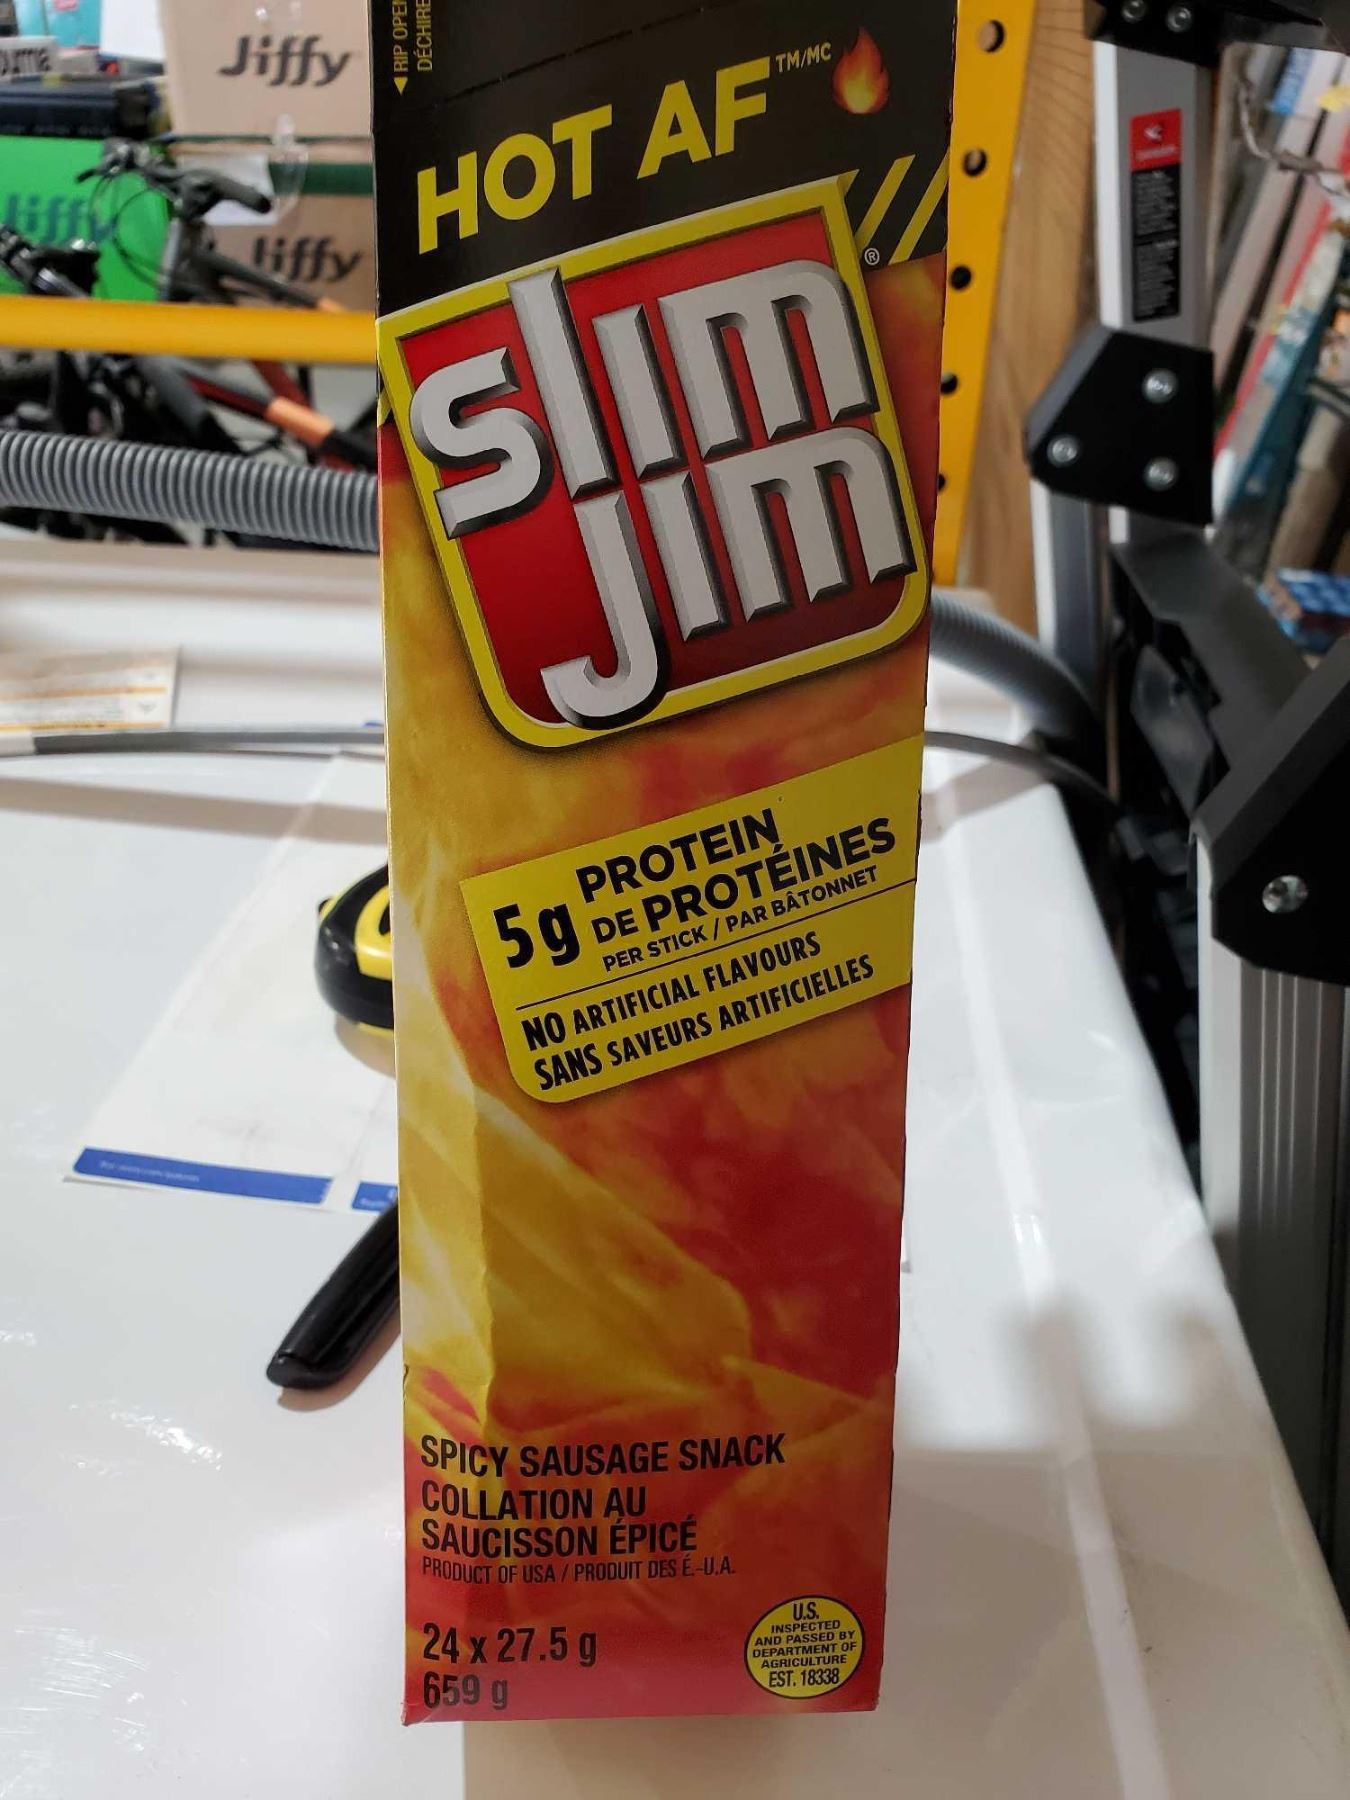 Jiffy
Jiffy
Jiffy
◀ RIP OPEN
HOT AF TM/MC
slim
jim
®
5g PROTEIN
DE PROTÉINES
PER STICK / PAR BÂTONNET
NO ARTIFICIAL FLAVOURS
SANS SAVEURS ARTIFICIELLES
SPICY SAUSAGE SNACK
COLLATION AU
SAUCISSON ÉPICÉ
PRODUCT OF USA / PRODUIT DES É.-U.A.
24 x 27.5 g
659 g
U.S.
INSPECTED
AND PASSED BY
DEPARTMENT OF
AGRICULTURE
EST. 18338